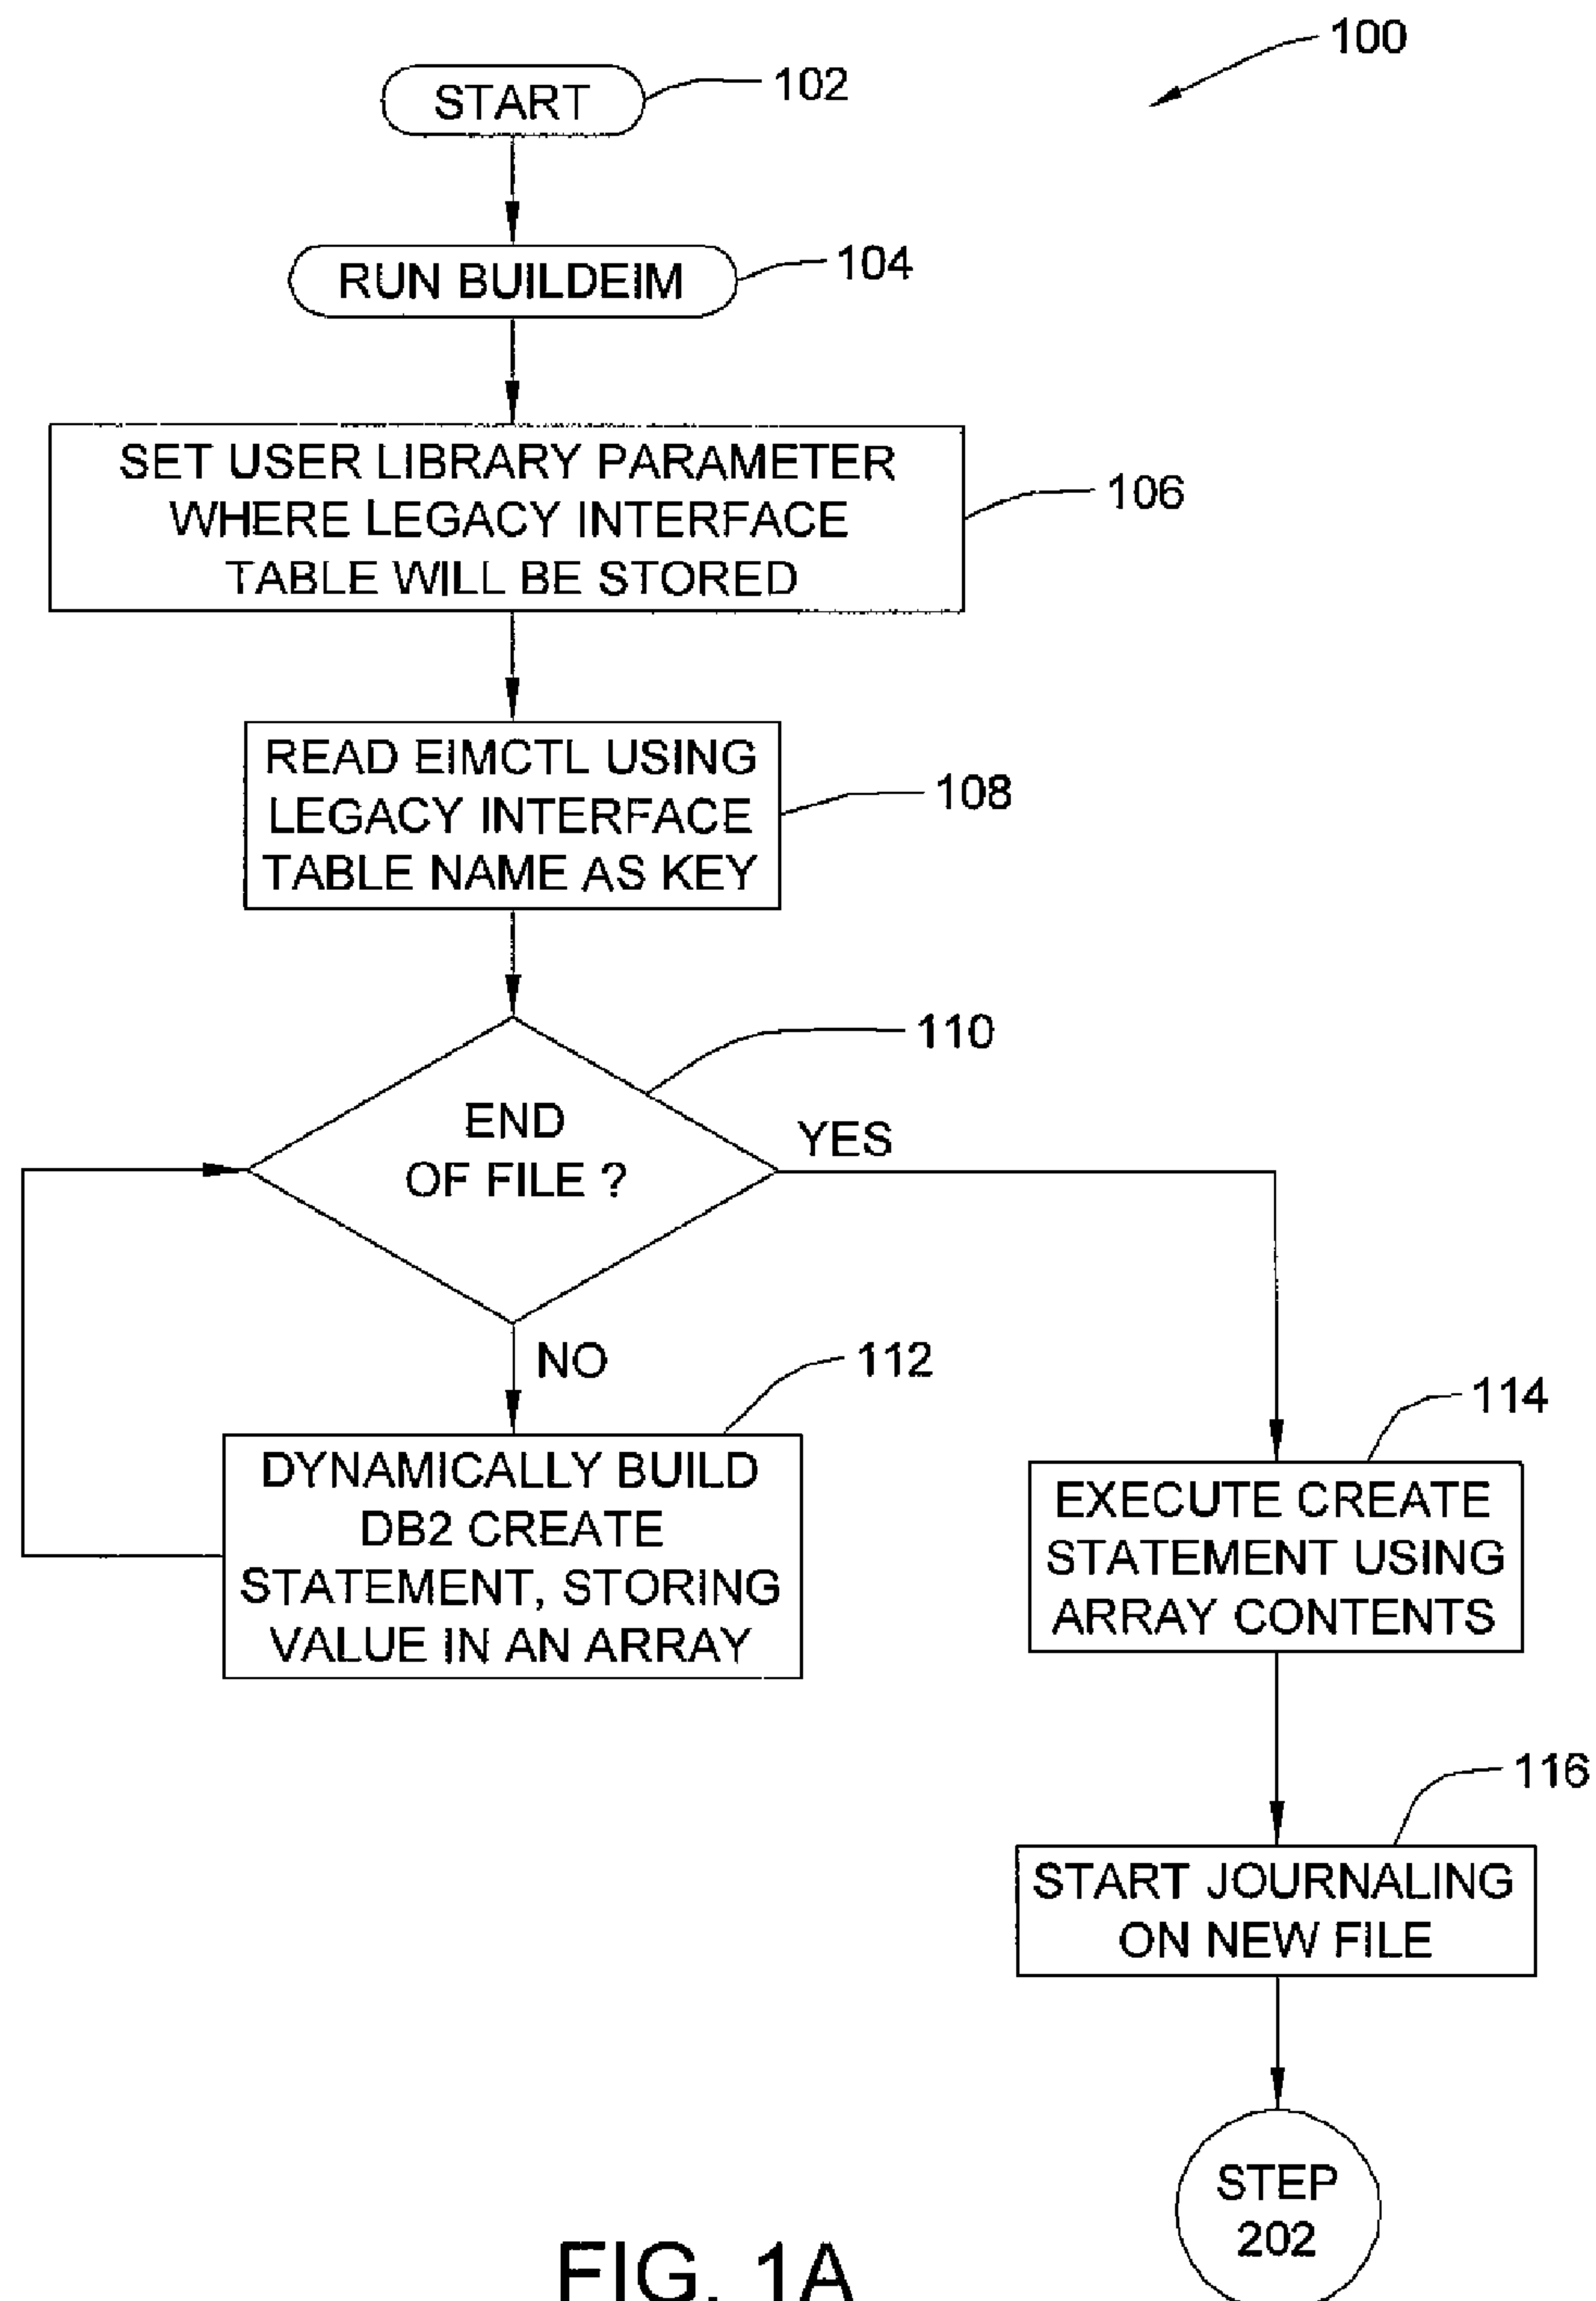 100
START
102
RUN BUILDEIM
104
SET USER LIBRARY PARAMETER
WHERE LEGACY INTERFACE
TABLE WILL BE STORED
106
READ EIMCTL USING
LEGACY INTERFACE
TABLE NAME AS KEY
108
110
END
OF FILE ?
YES
NO
112
DYNAMICALLY BUILD
DB2 CREATE
STATEMENT, STORING
VALUE IN AN ARRAY
114
EXECUTE CREATE
STATEMENT USING
ARRAY CONTENTS
116
START JOURNALING
ON NEW FILE
STEP
202
FIG. 1A